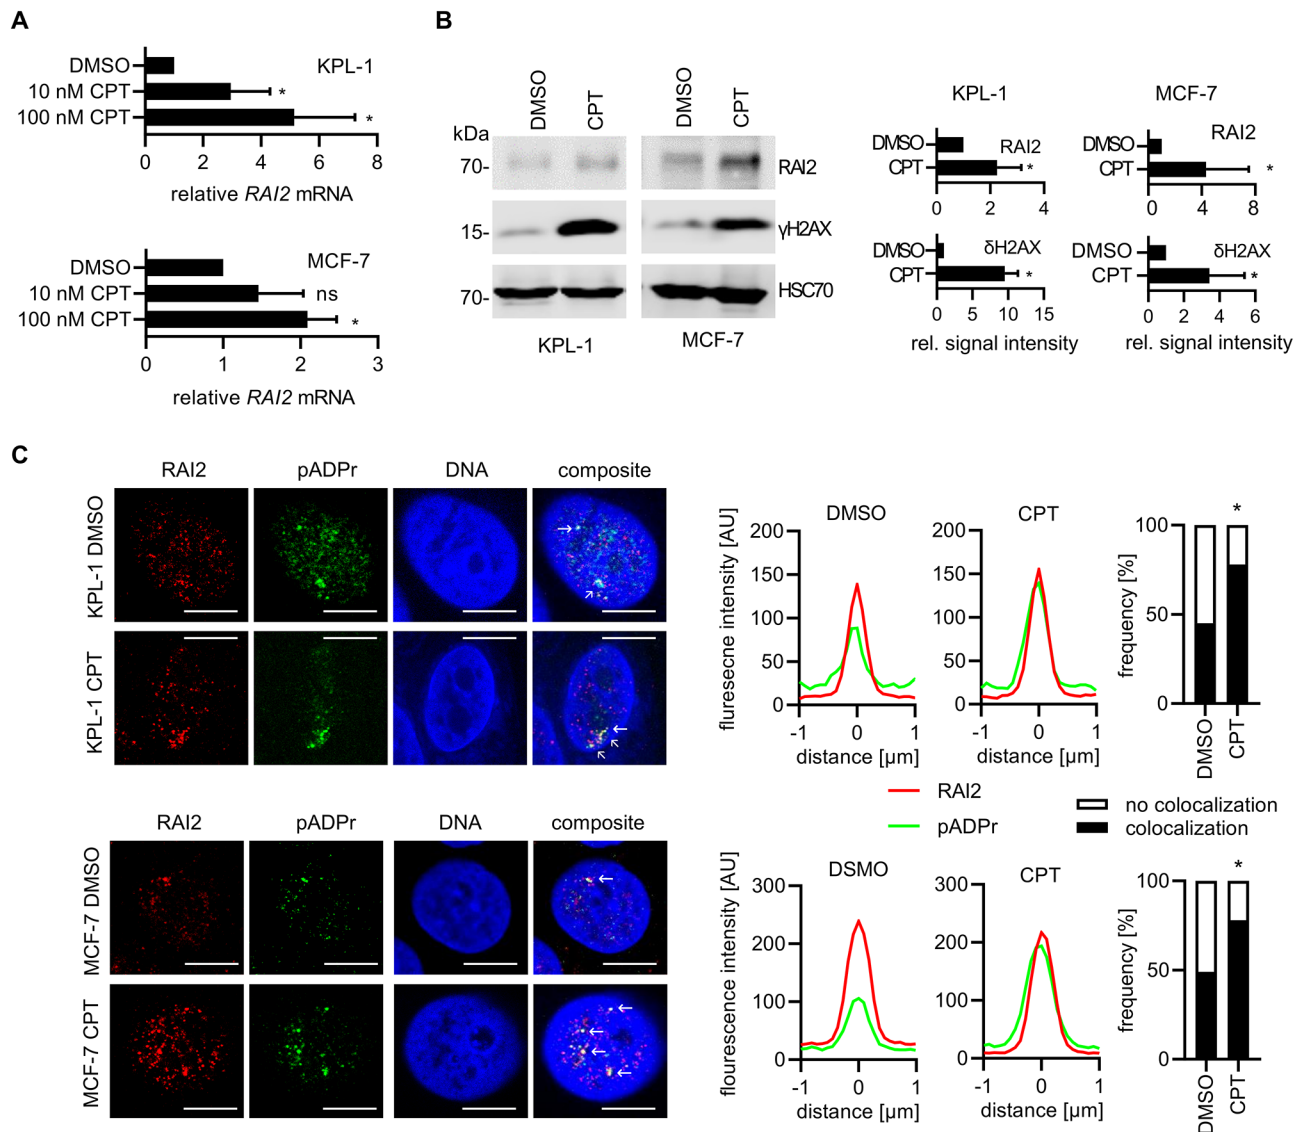 A
DMSO
10 nM CPT
100 nM CPT
KPL-1
*
*
0 2 4 6 8
relative RAI2 mRNA
DMSO
10 nM CPT
100 nM CPT
MCF-7
ns
*
0 1 2 3
relative RAI2 mRNA
B
DMSO CPT DMSO CPT
kDa
70- RAI2
15- γH2AX
70- HSC70
KPL-1 MCF-7
KPL-1 MCF-7
DMSO
CPT
RAI2
*
0 2 4
DMSO
CPT
RAI2
*
0 4 8
DMSO
CPT
δH2AX
*
0 5 10 15
rel. signal intensity
DMSO
CPT
δH2AX
*
0 2 4 6
rel. signal intensity
C
RAI2 pADPr DNA composite
KPL-1 DMSO
KPL-1 CPT
fluresecne intensity [AU]
DMSO
200
150
100
50
0
-1 0 1
distance [µm]
CPT
200
150
100
50
0
-1 0 1
distance [µm]
frequency [%]
*
100
50
0
DMSO CPT
RAI2
pADPr
no colocalization
colocalization
RAI2 pADPr DNA composite
MCF-7 DMSO
MCF-7 CPT
flourescence intensity [AU]
DSMO
300
200
100
0
-1 0 1
distance [µm]
CPT
300
200
100
0
-1 0 1
distance [µm]
frequency [%]
*
100
50
0
DMSO CPT